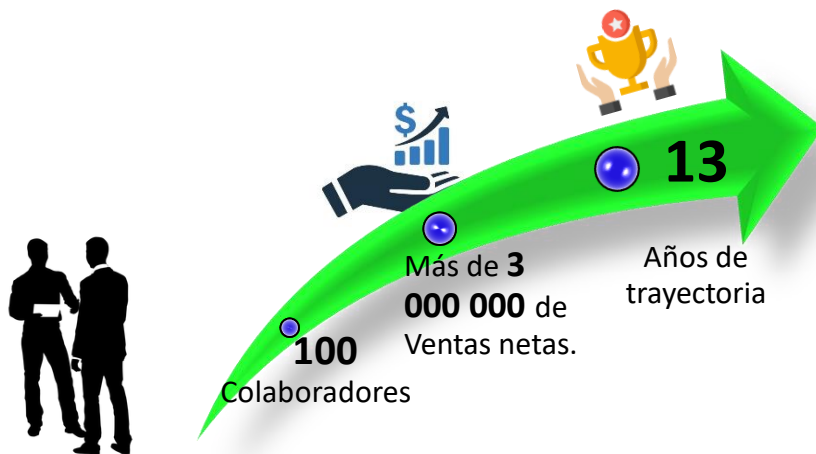 13
Años de
trayectoria
Más de 3
000 000 de
Ventas netas.
100
Colaboradores
$